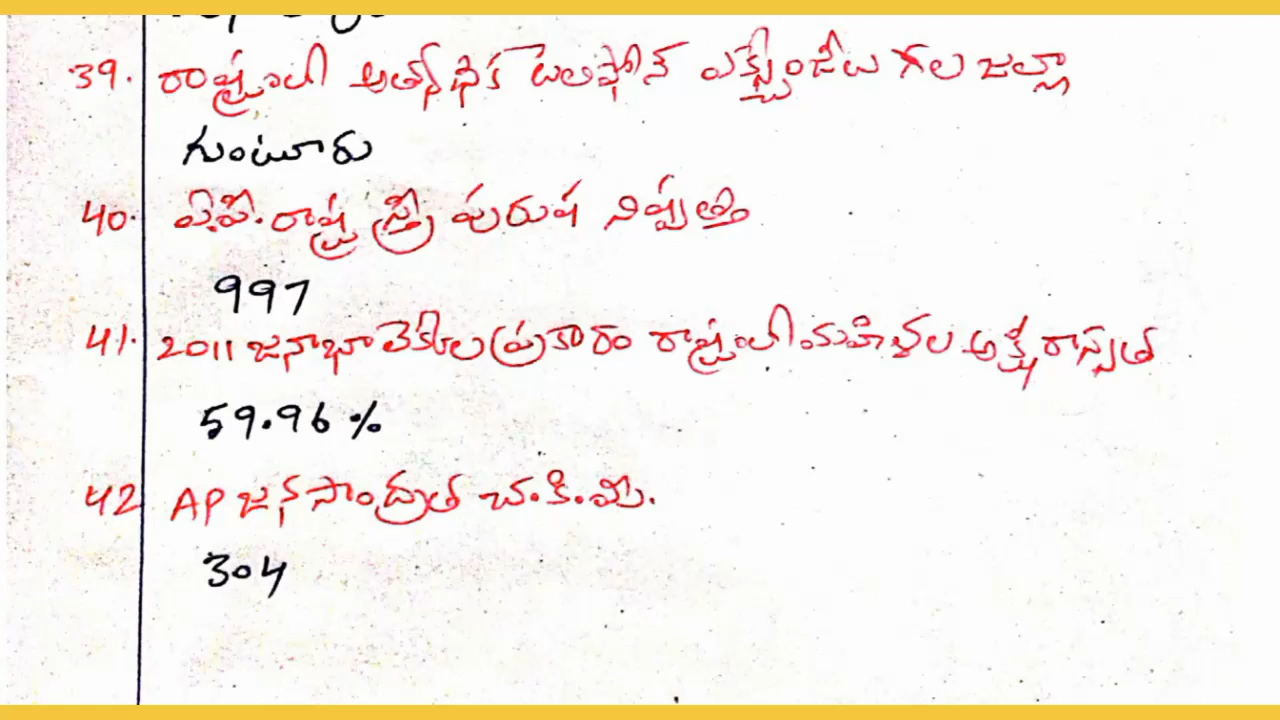 39. రాష్ట్రంలో అత్యధిక టెలిఫోన్ ఎక్స్ఛేంజీలు గల జిల్లా
గుంటూరు
40. ఏ.పి. రాష్ట్ర స్త్రీ పురుష నిష్పత్తి
997
41. 2011 జనాభా లెక్కల ప్రకారం రాష్ట్రంలో మహిళల అక్షరాస్యత
59.96 %
42 AP జన సాంద్రత చ.కి.మీ.
304